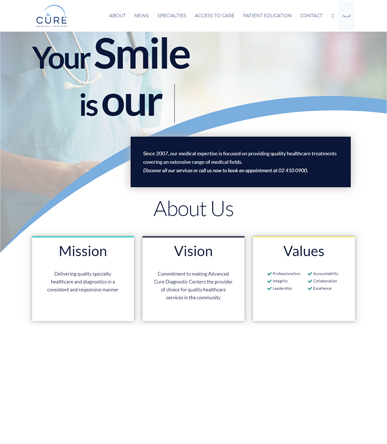 THE
CURE
MEDICAL CENTRES
ABOUT NEWS SPECIALTIES ACCESS TO CARE PATIENT EDUCATION CONTACT
Your Smile
is our
Since 2007, our medical expertise is focused on providing quality healthcare treatments
covering an extensive range of medical fields.
Discover all our services or call us now to book an appointment at 02 410 0900.
About Us
Mission
Delivering quality specialty
healthcare and diagnostics in a
consistent and responsive manner
Vision
Commitment to making Advanced
Cure Diagnostic Centers the provider
of choice for quality healthcare
services in the community
Values
Professionalism
Integrity
Leadership
Accountability
Collaboration
Excellence